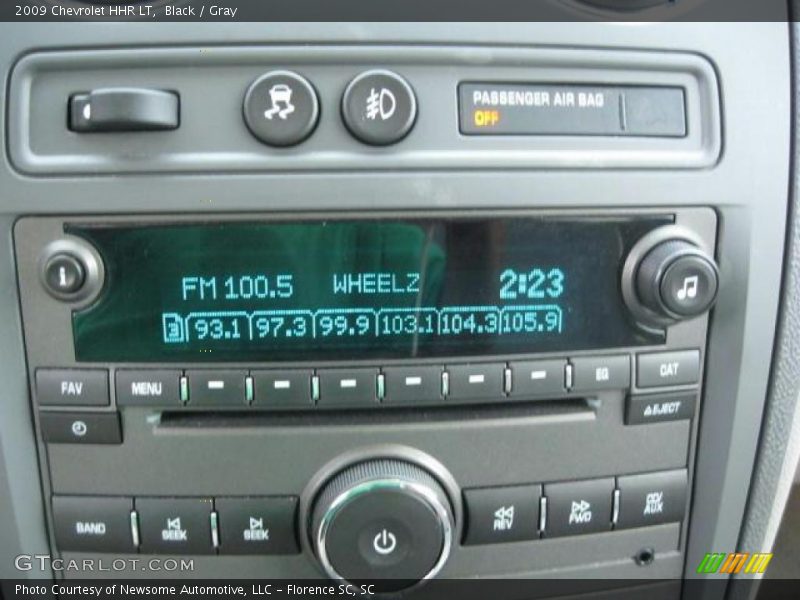 2009 Chevrolet HHR LT,  Black / Gray
PASSENGER AIR BAG
OFF
i
FM 100.5 WHEELZ 2:23
3 93.1 97.3 99.9 103.1 104.3 105.9
FAV MENU EQ CAT
EJECT
BAND SEEK SEEK REV FWD CD/AUX
GTCARLOT.COM
Photo Courtesy of Newsome Automotive, LLC – Florence SC, SC